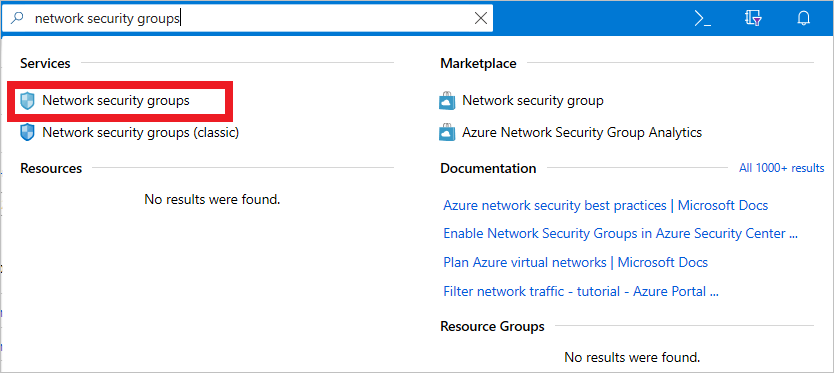 network security groups
Services
Network security groups
Network security groups (classic)
Resources
No results were found.
Marketplace
Network security group
Azure Network Security Group Analytics
Documentation
All 1000+ results
Azure network security best practices | Microsoft Docs
Enable Network Security Groups in Azure Security Center ...
Plan Azure virtual networks | Microsoft Docs
Filter network traffic - tutorial - Azure Portal ...
Resource Groups
No results were found.